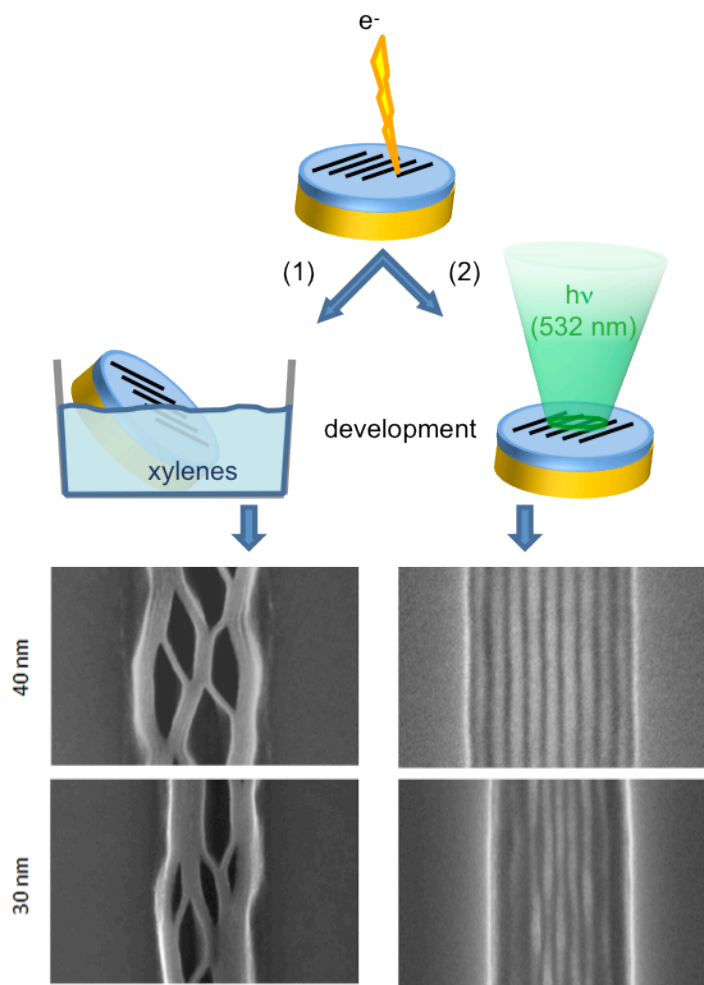 e-
(1)
(2)
hν
(532 nm)
development
xylenes
40 nm
30 nm